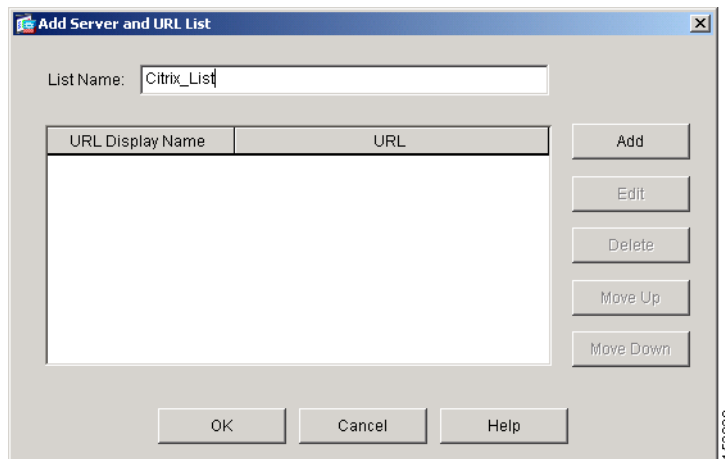 Add Server and URL List
List Name: Citrix_List
URL Display Name URL
Add
Edit
Delete
Move Up
Move Down
OK Cancel Help